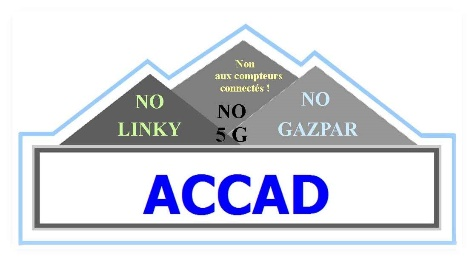 Non
aux compteurs
connectés !
NO
LINKY
NO
5 G
NO
GAZPAR
ACCAD